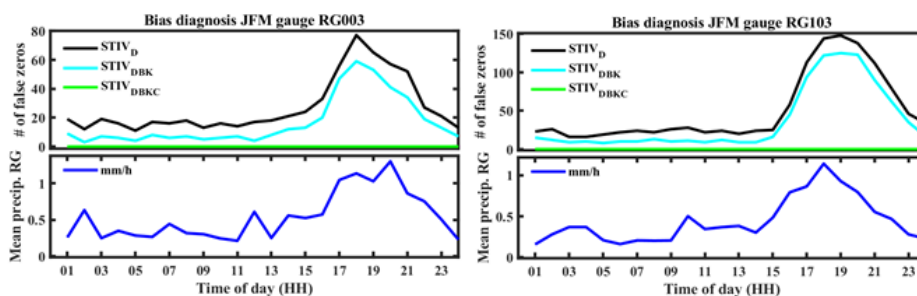 Bias diagnosis JFM gauge RG003
# of false zeros
80
60
40
20
0
STIV_D
STIV_DBK
STIV_DBKC
Mean precip. RG
1
0.5
0
mm/h
01 03 05 07 09 11 13 15 17 19 21 23
Time of day (HH)
Bias diagnosis JFM gauge RG103
# of false zeros
150
100
50
0
STIV_D
STIV_DBK
STIV_DBKC
Mean precip. RG
1
0.5
0
mm/h
01 03 05 07 09 11 13 15 17 19 21 23
Time of day (HH)